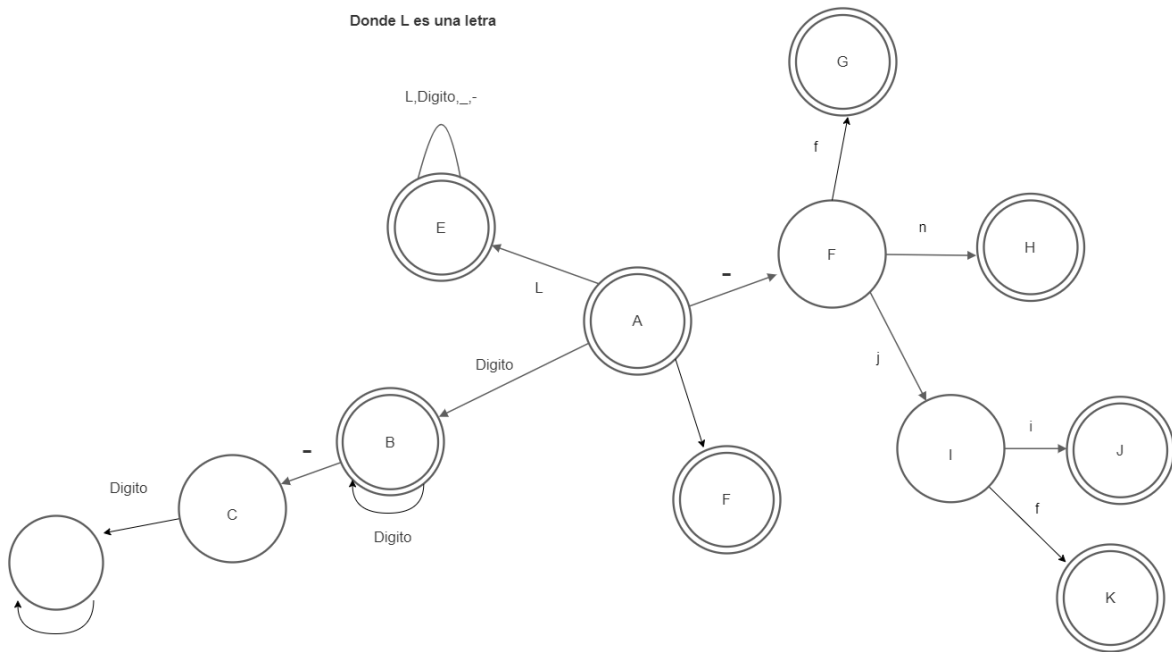 Donde L es una letra
G
L,Digito,_,-
f
E
F
n
H
-
L
A
j
Digito
B
-
i
J
I
F
Digito
C
f
Digito
K